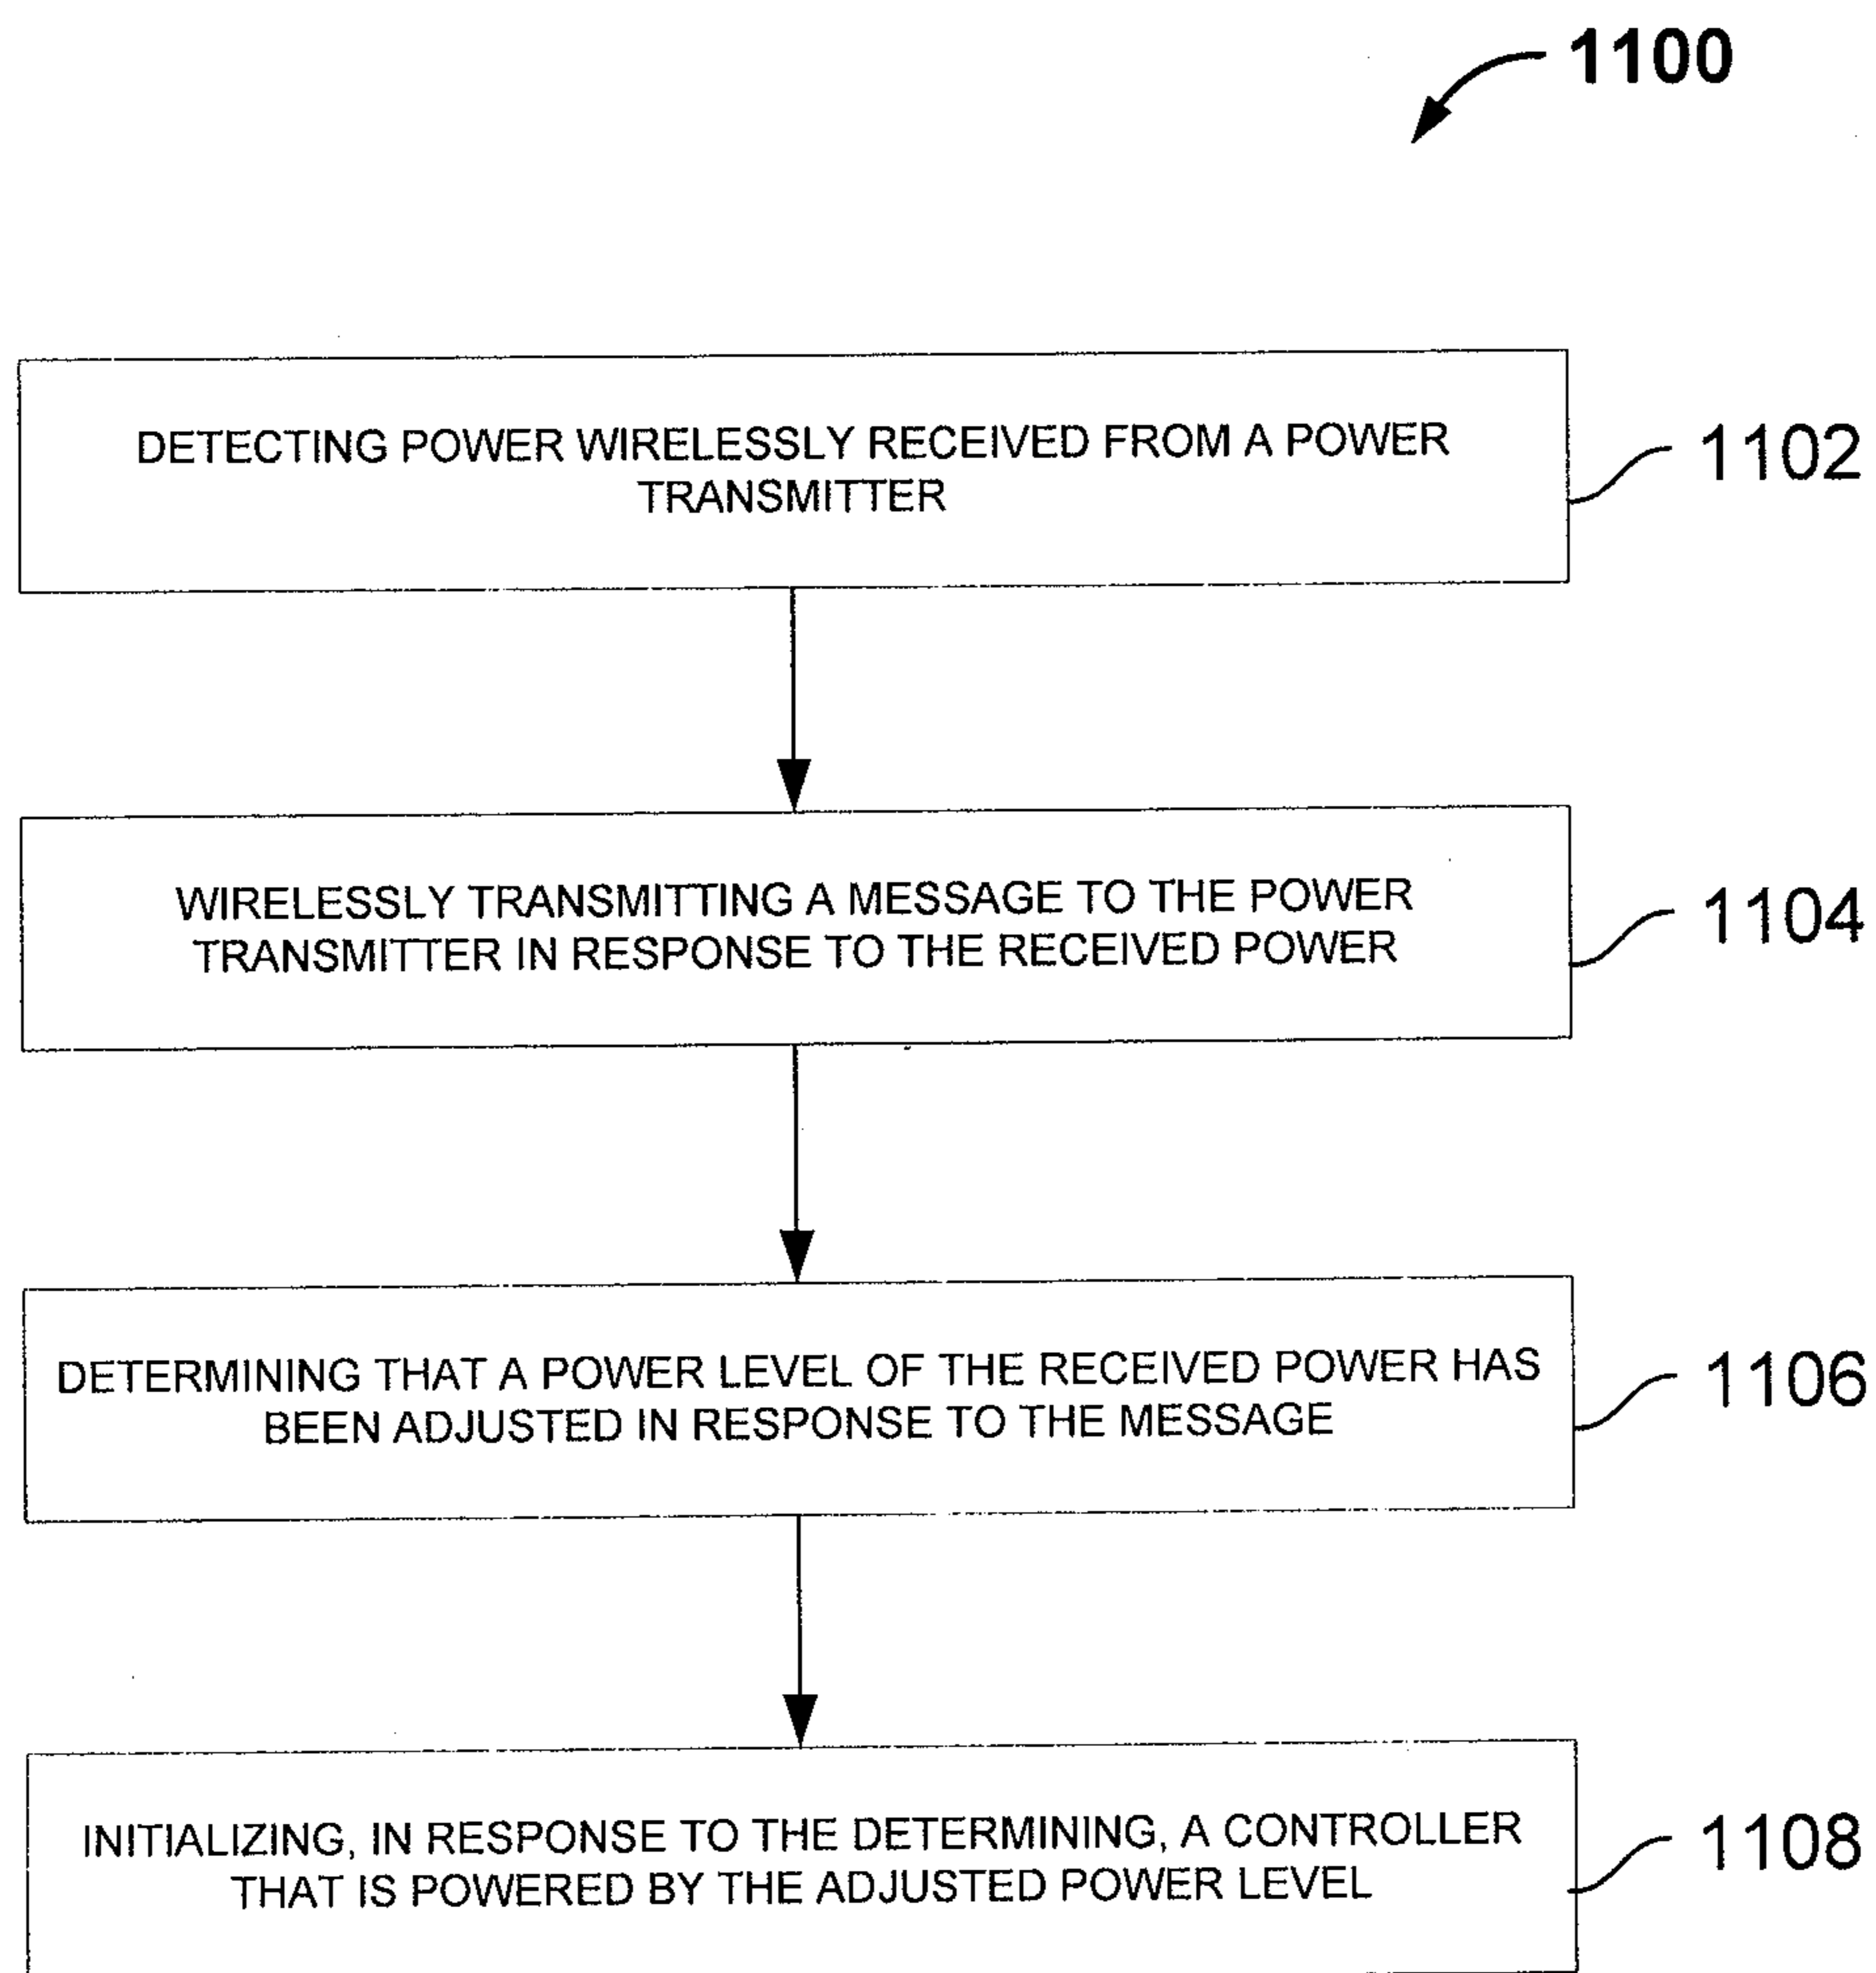 1100
DETECTING POWER WIRELESSLY RECEIVED FROM A POWER
TRANSMITTER
1102
WIRELESSLY TRANSMITTING A MESSAGE TO THE POWER
TRANSMITTER IN RESPONSE TO THE RECEIVED POWER
1104
DETERMINING THAT A POWER LEVEL OF THE RECEIVED POWER HAS
BEEN ADJUSTED IN RESPONSE TO THE MESSAGE
1106
INITIALIZING, IN RESPONSE TO THE DETERMINING, A CONTROLLER
THAT IS POWERED BY THE ADJUSTED POWER LEVEL
1108